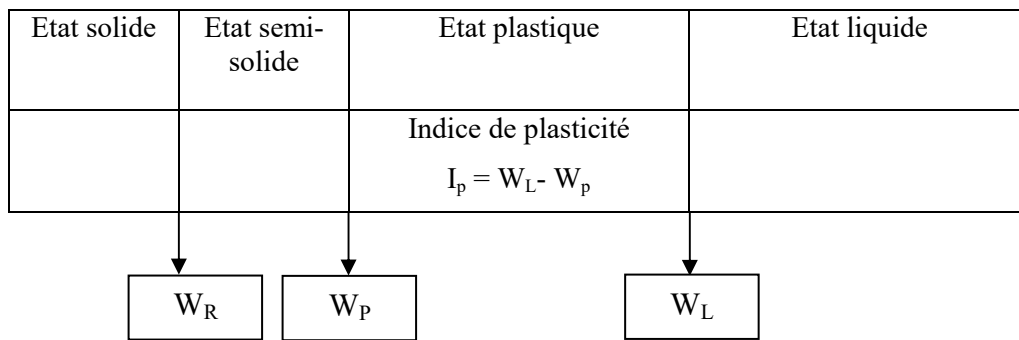 Etat solide
Etat semi-
solide
Etat plastique
Etat liquide
Indice de plasticité
I_p = W_L- W_p
W_R
W_P
W_L